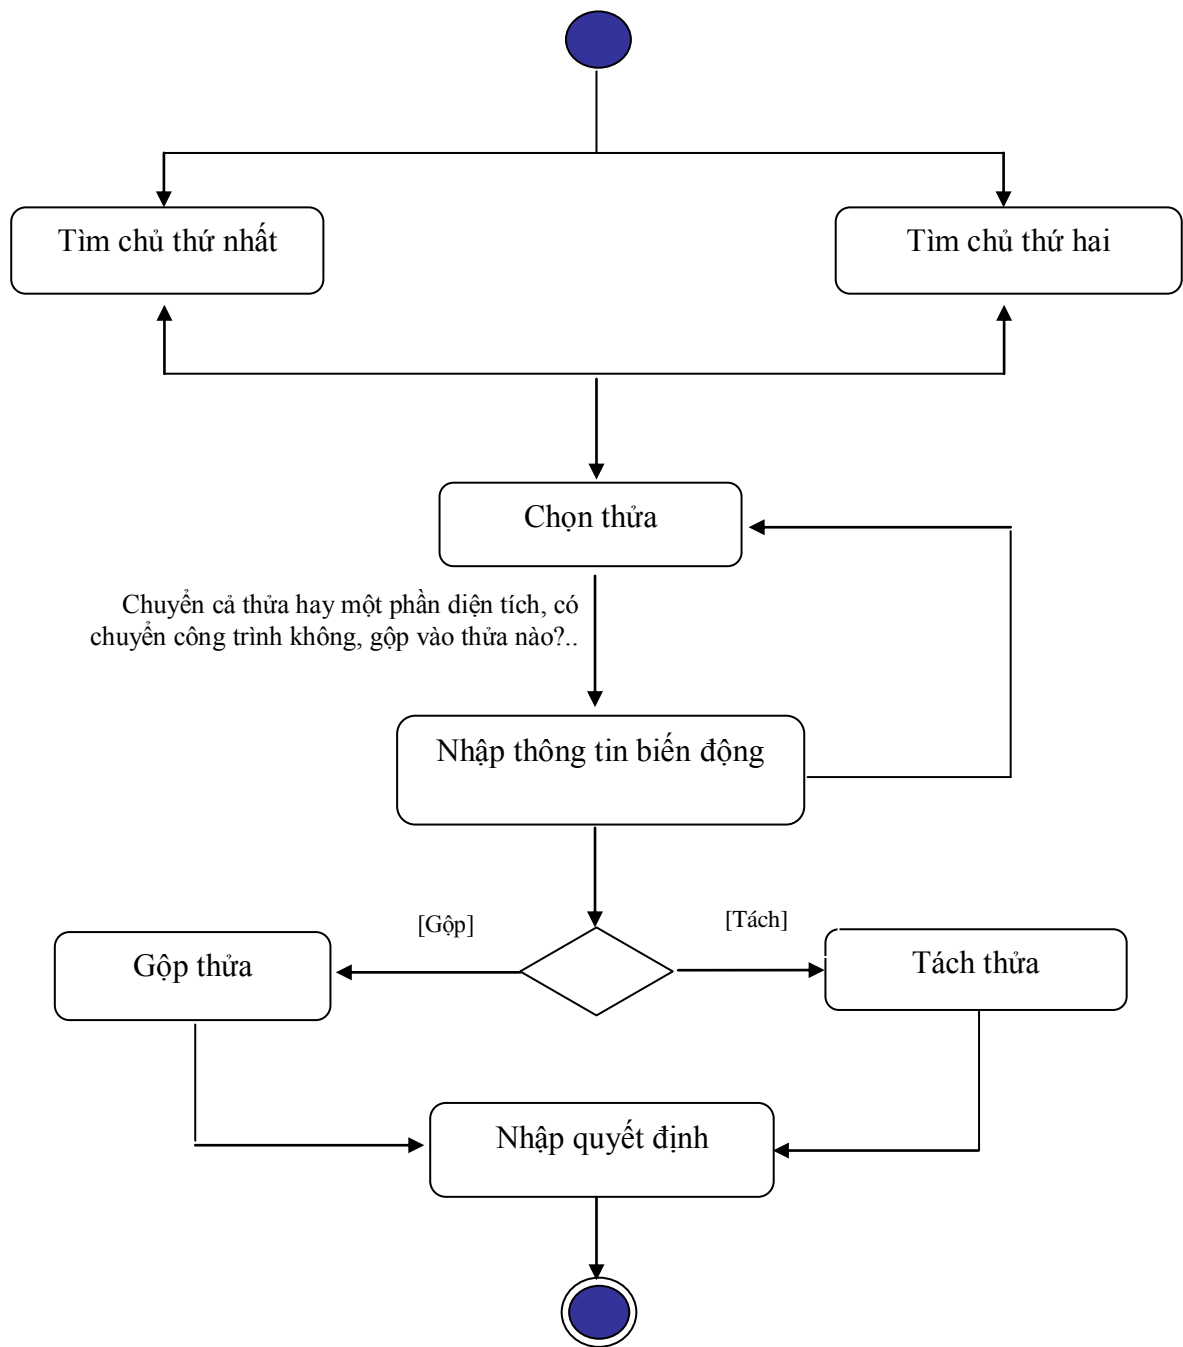 Tìm chủ thứ nhất
Tìm chủ thứ hai
Chọn thửa
Chuyển cả thửa hay một phần diện tích, có
chuyển công trình không, gộp vào thửa nào?..
Nhập thông tin biến động
[Gộp]
[Tách]
Gộp thửa
Tách thửa
Nhập quyết định